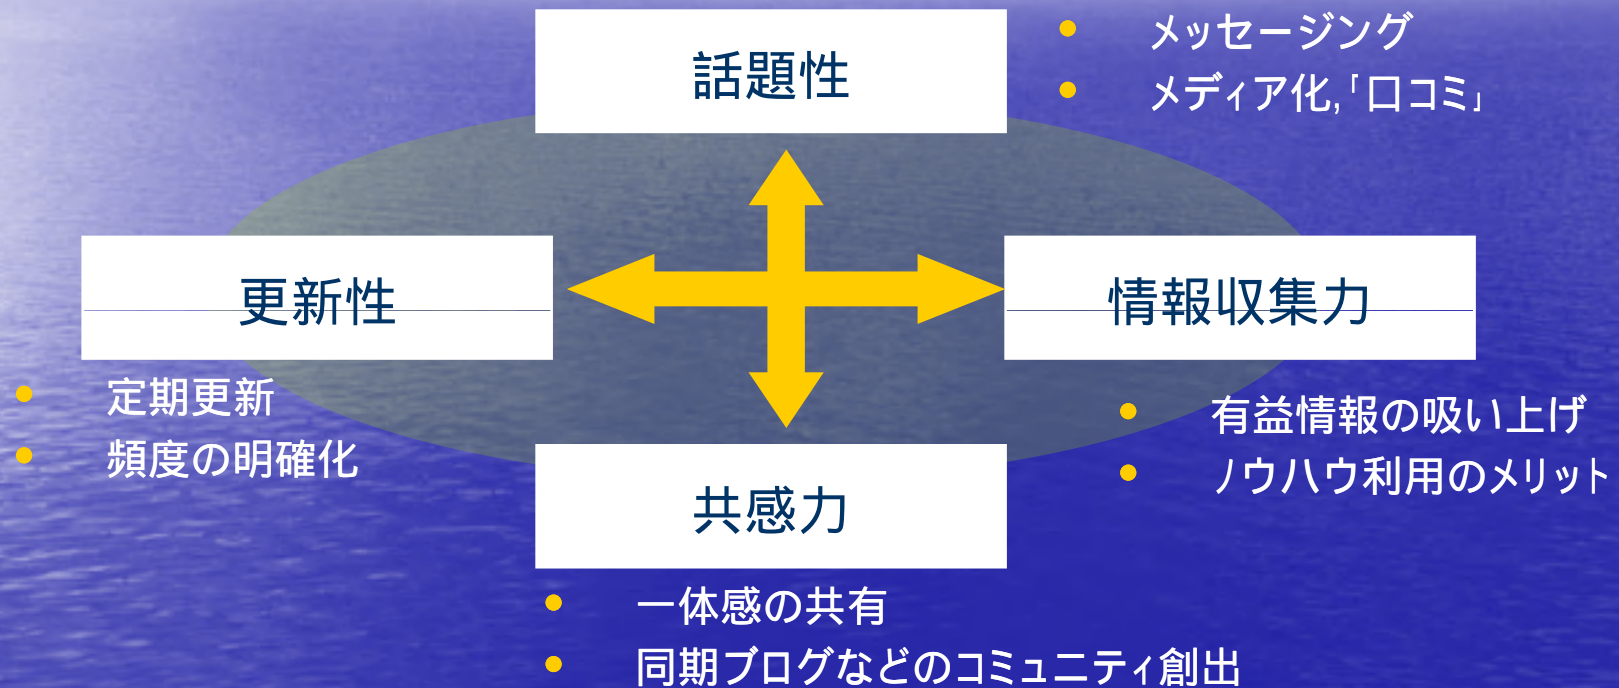 話題性
• メッセージング
• メディア化,「口コミ」
更新性
• 定期更新
• 頻度の明確化
情報収集力
• 有益情報の吸い上げ
• ノウハウ利用のメリット
共感力
• 一体感の共有
• 同期ブログなどのコミュニティ創出